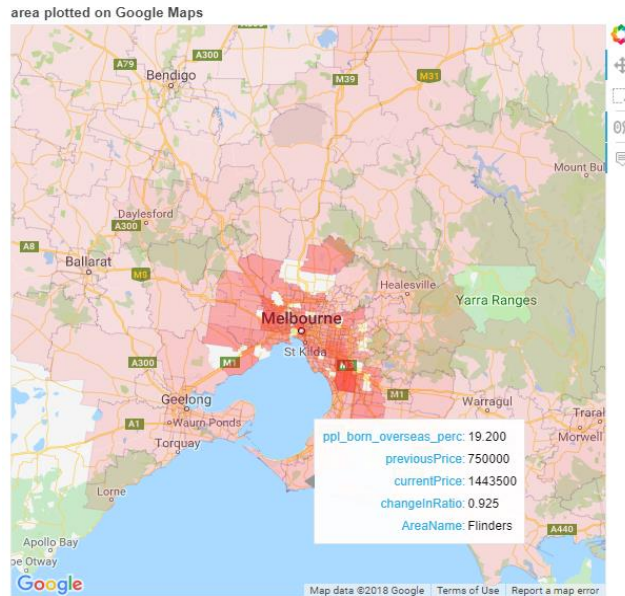 area plotted on Google Maps
A300
A79
M39
M31
Bendigo
Mount Bul
Daylesford
A300
A8
Ballarat
M8
Healesville
Yarra Ranges
Melbourne
St Kilda
A300
M1
Geelong
M1
Warragul
A1
Waurn Ponds
Traral
Morwell
Torquay
ppl_born_overseas_perc: 19.200
previousPrice: 750000
currentPrice: 1443500
changeInRatio: 0.925
AreaName: Flinders
Lorne
A440
Apollo Bay
pe Otway
Google
Map data ©2018 Google
Terms of Use
Report a map error